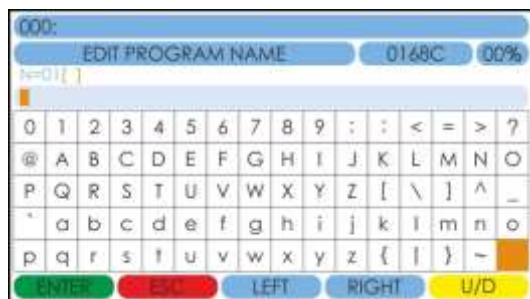 000:
EDIT PROGRAM NAME 0168C 00%
N=01[ ]
0 1 2 3 4 5 6 7 8 9 : : < = > ?
@ A B C D E F G H I J K L M N O
P Q R S T U V W X Y Z [ \ ] ^ _
` a b c d e f g h i j k l m n o
p q r s t u v w x y z { | } ~
ENTER ESC LEFT RIGHT U/D